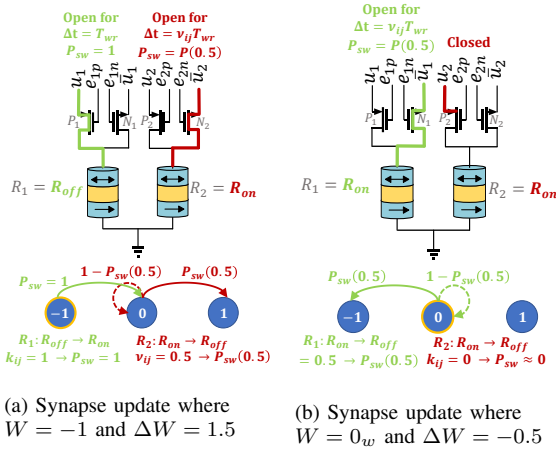 Open for
Δt = T_wr
P_sw = 1
Open for
Δt = ν_ij T_wr
P_sw = P(0.5)
u_1
e_1p
e_1n
ū_1
u_2
e_2p
e_2n
ū_2
P_1
N_1
P_2
N_2
R_1 = R_off
R_2 = R_on
P_sw = 1
1 − P_sw(0.5)
P_sw(0.5)
−1
0
1
R_1: R_off → R_on
k_ij = 1 → P_sw = 1
R_2: R_on → R_off
ν_ij = 0.5 → P_sw(0.5)
(a) Synapse update where
W = −1 and ΔW = 1.5
Open for
Δt = ν_ij T_wr
P_sw = P(0.5)
Closed
u_1
e_1p
e_1n
ū_1
u_2
e_2p
e_2n
ū_2
P_1
N_1
P_2
N_2
R_1 = R_on
R_2 = R_on
P_sw(0.5)
1 − P_sw(0.5)
−1
0
1
R_1: R_on → R_off
= 0.5 → P_sw(0.5)
R_2: R_on → R_off
k_ij = 0 → P_sw ≈ 0
(b) Synapse update where
W = 0_w and ΔW = −0.5